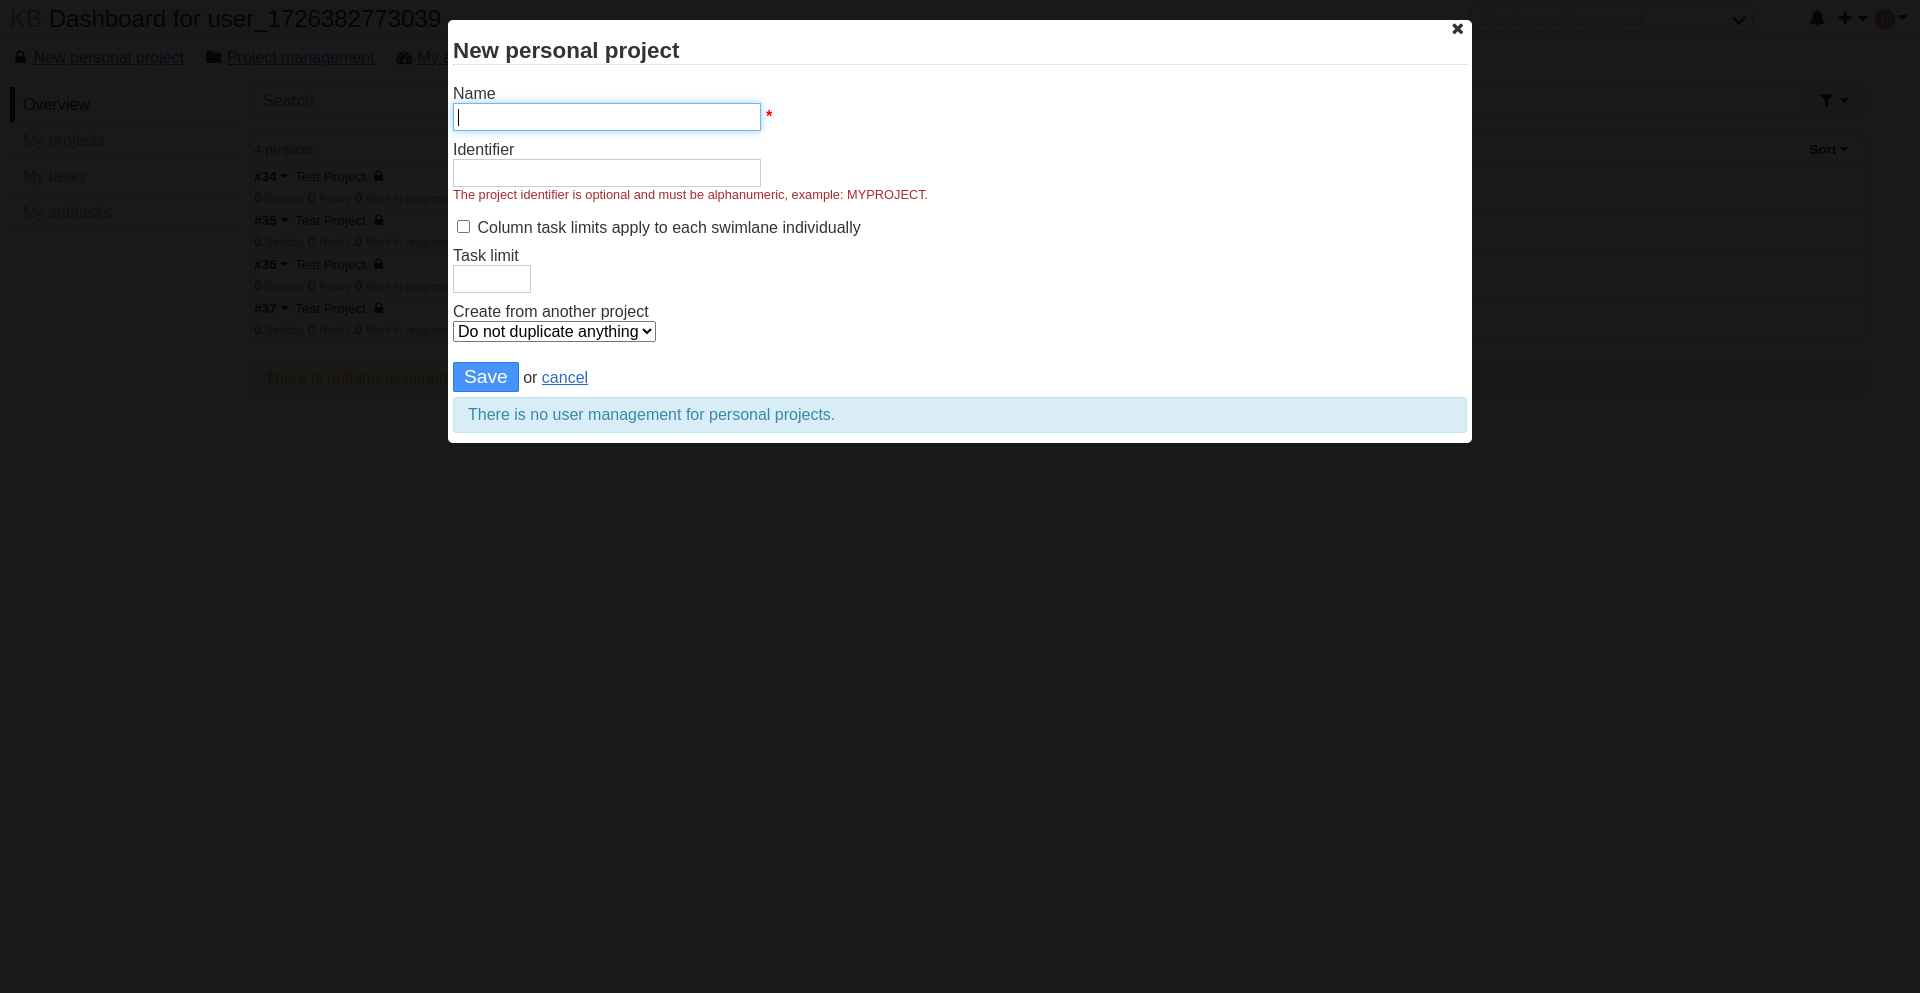 KB Dashboard for user_1726382773039
New personal project
Project management
My a
Overview
My projects
My tasks
My subtasks
Search
4 projects
Sort
#34 Test Project
0 Backlog 0 Ready 0 Work in progress
#35 Test Project
0 Backlog 0 Ready 0 Work in progress
#36 Test Project
0 Backlog 0 Ready 0 Work in progress
#37 Test Project
0 Backlog 0 Ready 0 Work in progress
There is nothing assigned
New personal project
Name
*
Identifier
The project identifier is optional and must be alphanumeric, example: MYPROJECT.
Column task limits apply to each swimlane individually
Task limit
Create from another project
Do not duplicate anything
Save or cancel
There is no user management for personal projects.